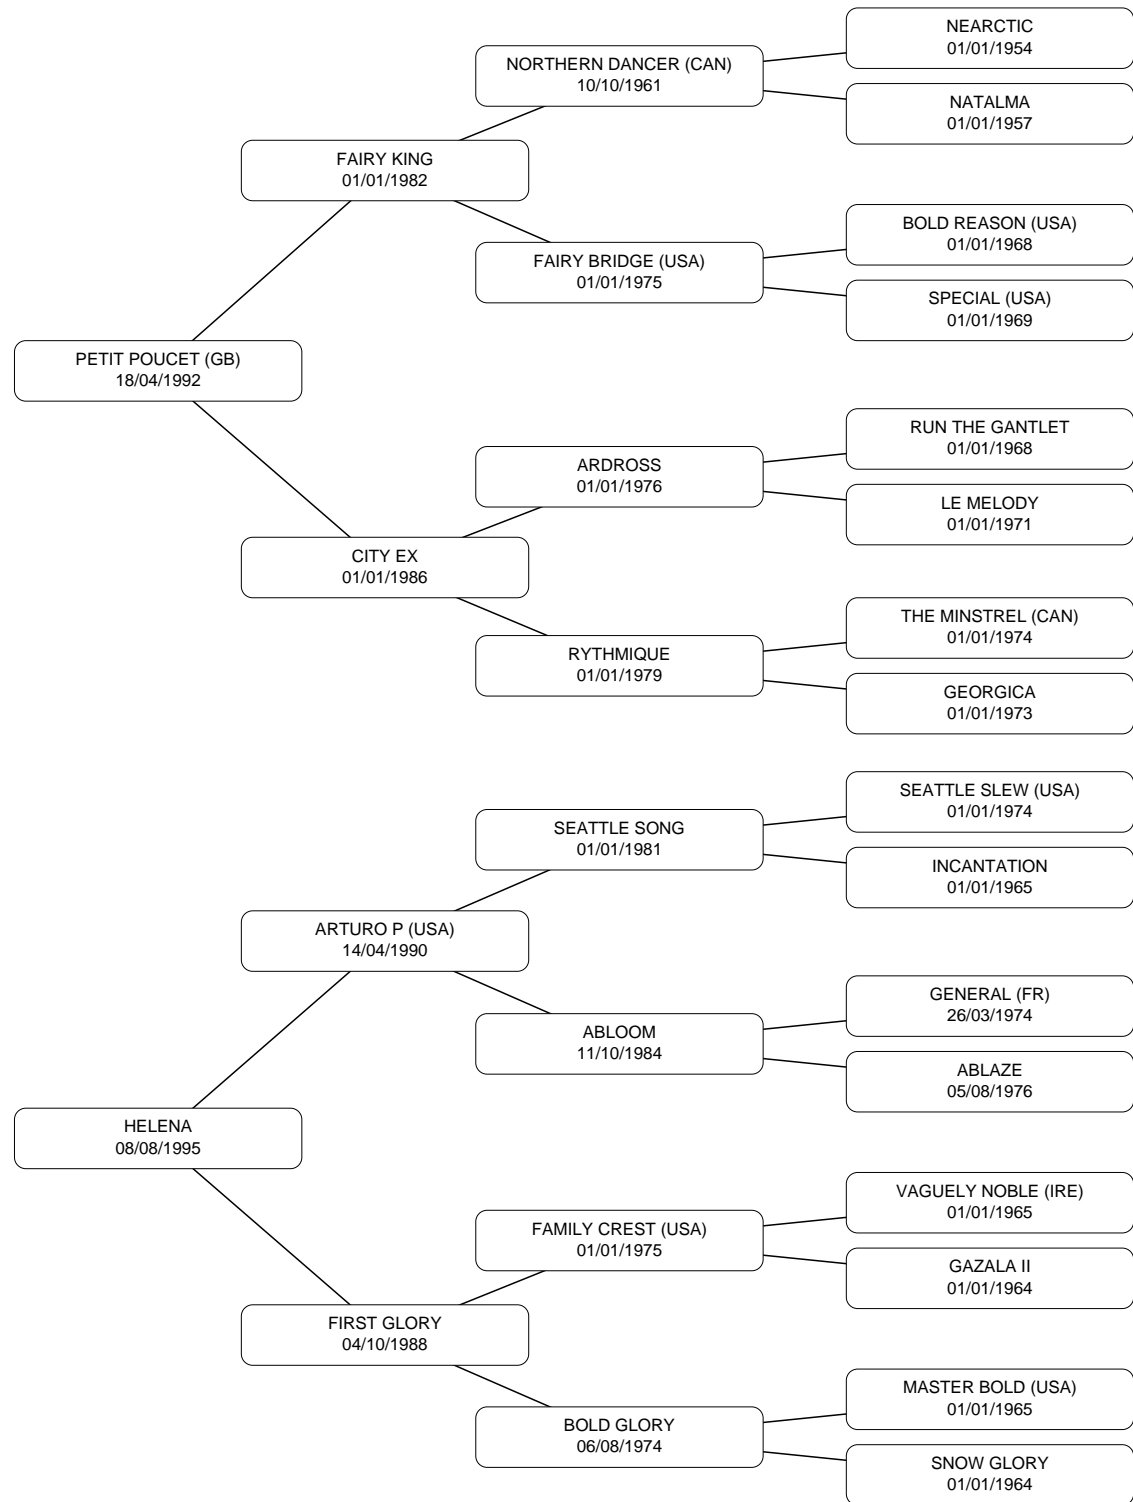 NEARCTIC
01/01/1954
NORTHERN DANCER (CAN)
10/10/1961
NATALMA
01/01/1957
FAIRY KING
01/01/1982
BOLD REASON (USA)
01/01/1968
FAIRY BRIDGE (USA)
01/01/1975
SPECIAL (USA)
01/01/1969
PETIT POUCET (GB)
18/04/1992
RUN THE GANTLET
01/01/1968
ARDROSS
01/01/1976
LE MELODY
01/01/1971
CITY EX
01/01/1986
THE MINSTREL (CAN)
01/01/1974
RYTHMIQUE
01/01/1979
GEORGICA
01/01/1973
SEATTLE SLEW (USA)
01/01/1974
SEATTLE SONG
01/01/1981
INCANTATION
01/01/1965
ARTURO P (USA)
14/04/1990
GENERAL (FR)
26/03/1974
ABLOOM
11/10/1984
ABLAZE
05/08/1976
HELENA
08/08/1995
VAGUELY NOBLE (IRE)
01/01/1965
FAMILY CREST (USA)
01/01/1975
GAZALA II
01/01/1964
FIRST GLORY
04/10/1988
MASTER BOLD (USA)
01/01/1965
BOLD GLORY
06/08/1974
SNOW GLORY
01/01/1964